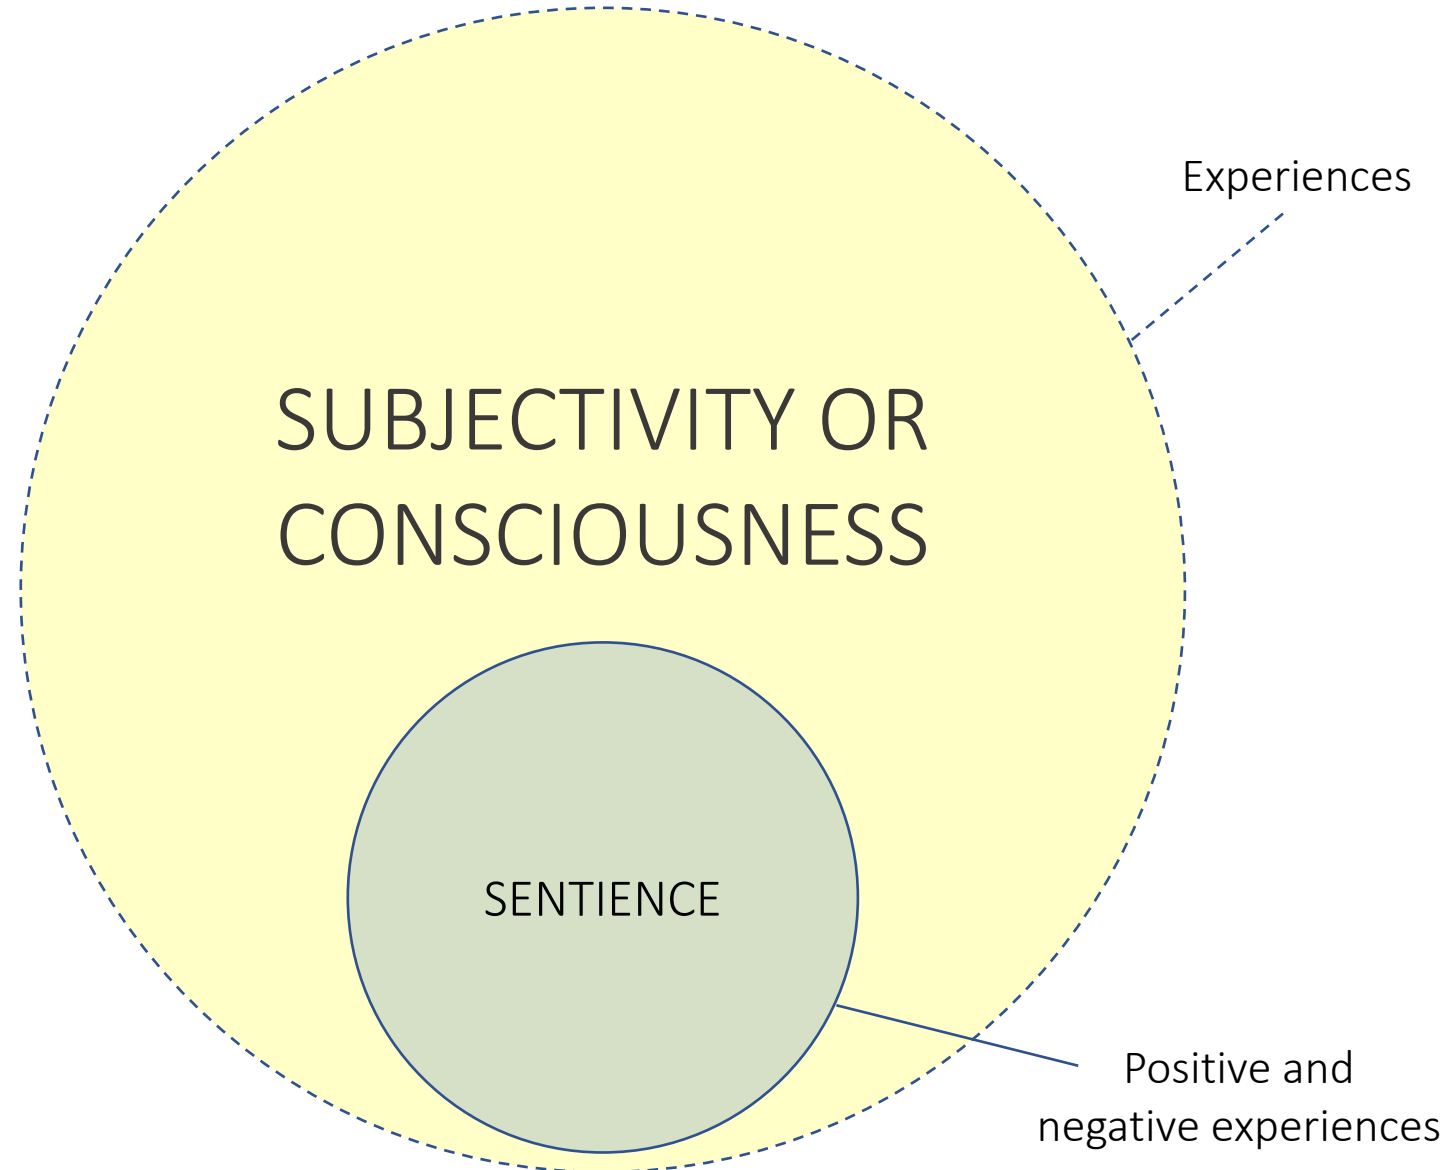 Experiences
SUBJECTIVITY OR
CONSCIOUSNESS
SENTIENCE
Positive and
negative experiences